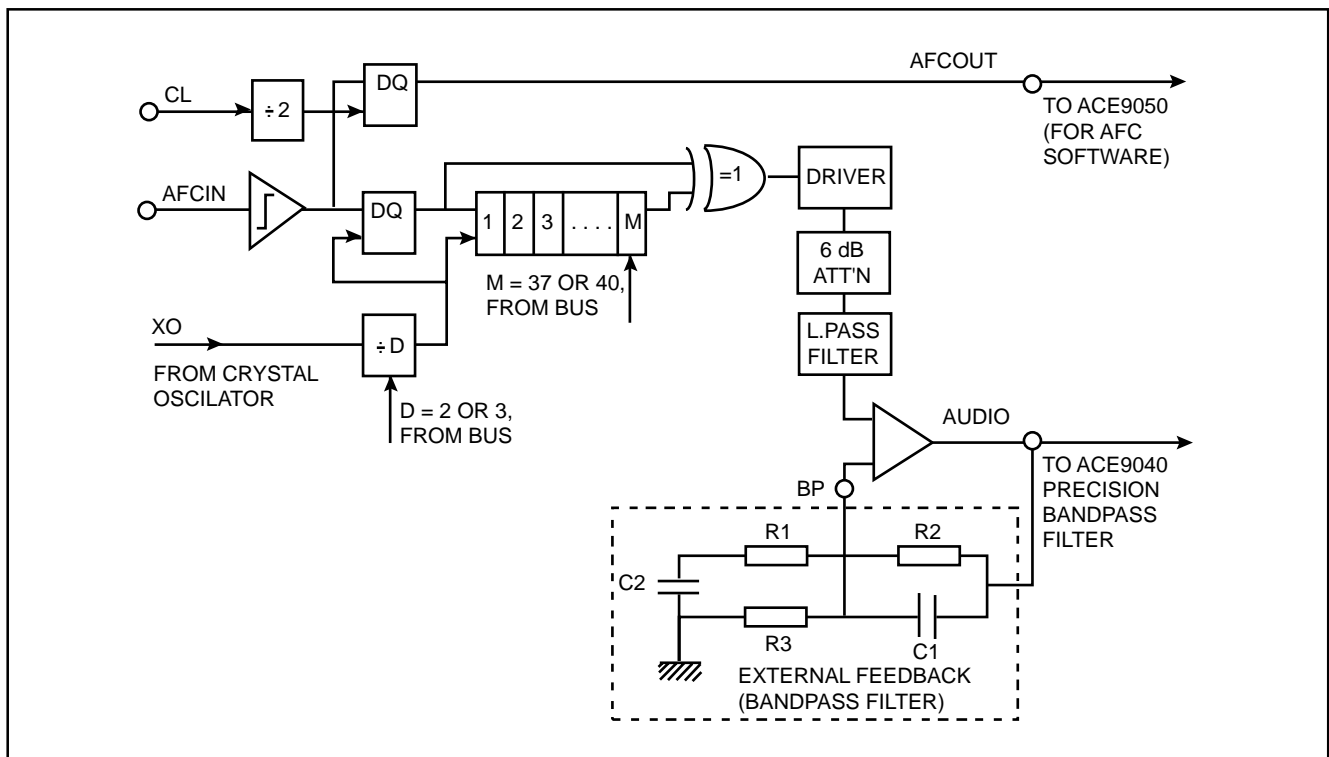 AFCOUT
CL
DQ
÷2
TO ACE9050
(FOR AFC
SOFTWARE)
=1
DRIVER
AFCIN
DQ
1 2 3 .... M
6 dB
ATT'N
M = 37 OR 40,
FROM BUS
XO
÷D
L.PASS
FILTER
FROM CRYSTAL
OSCILATOR
D = 2 OR 3,
FROM BUS
AUDIO
TO ACE9040
PRECISION
BANDPASS
FILTER
BP
R1
R2
C2
R3
C1
EXTERNAL FEEDBACK
(BANDPASS FILTER)